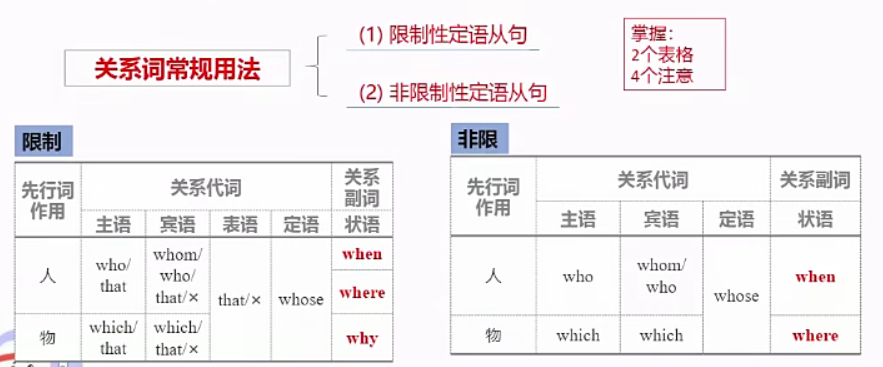 关系词常规用法
(1) 限制性定语从句
(2) 非限制性定语从句
掌握：
2个表格
4个注意
限制
先行词
作用
关系代词
关系
副词
主语 宾语 表语 定语 状语
人
who/
that
whom/
who/
that/×
that/×
whose
when
where
物
which/
that
which/
that/×
why
非限
先行词
作用
关系代词
关系副词
主语 宾语 定语 状语
人
who
whom/
who
whose
when
物
which
which
where